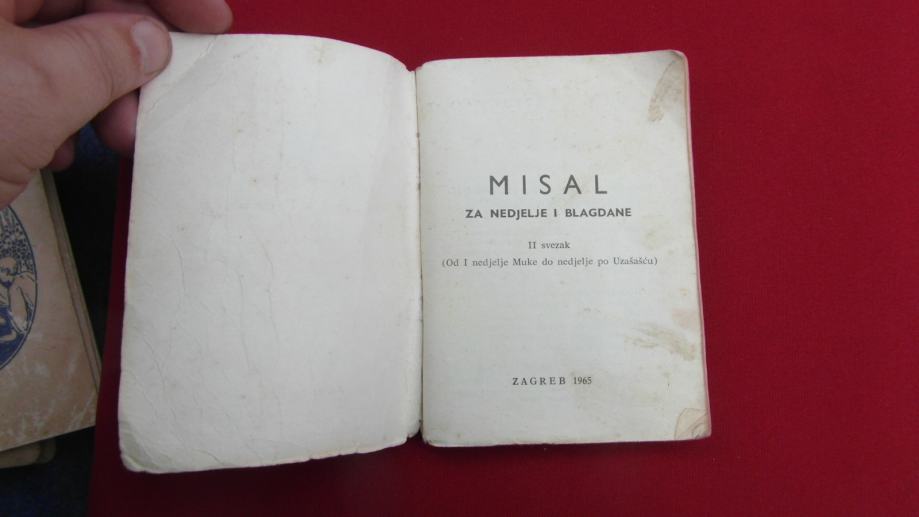 MISAL
ZA NEDJELJE I BLAGDANE
II svezak
(Od I nedjelje Muke do nedjelje po Uzašašću)
ZAGREB 1965